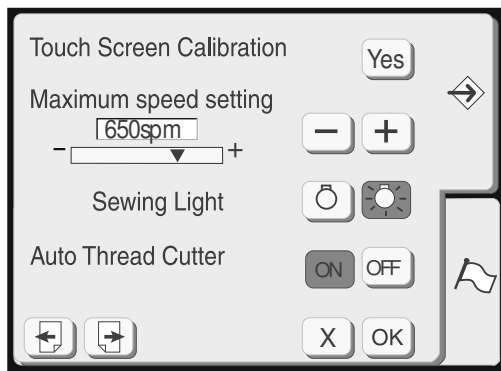 Touch Screen Calibration Yes
Maximum speed setting
650spm
- + − +
Sewing Light
Auto Thread Cutter ON OFF
X OK